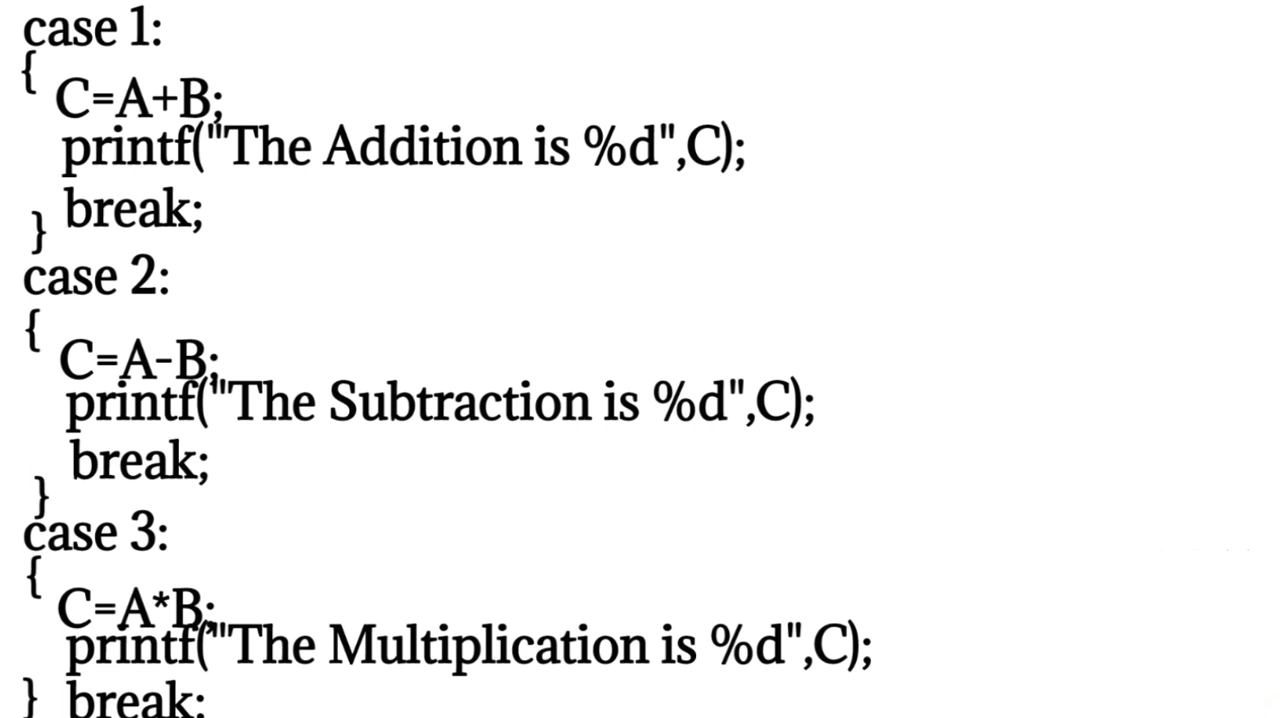 case 1:
{
C=A+B;
printf("The Addition is %d",C);
break;
}
case 2:
{
C=A-B;
printf("The Subtraction is %d",C);
break;
}
case 3:
{
C=A*B;
printf("The Multiplication is %d",C);
} break;